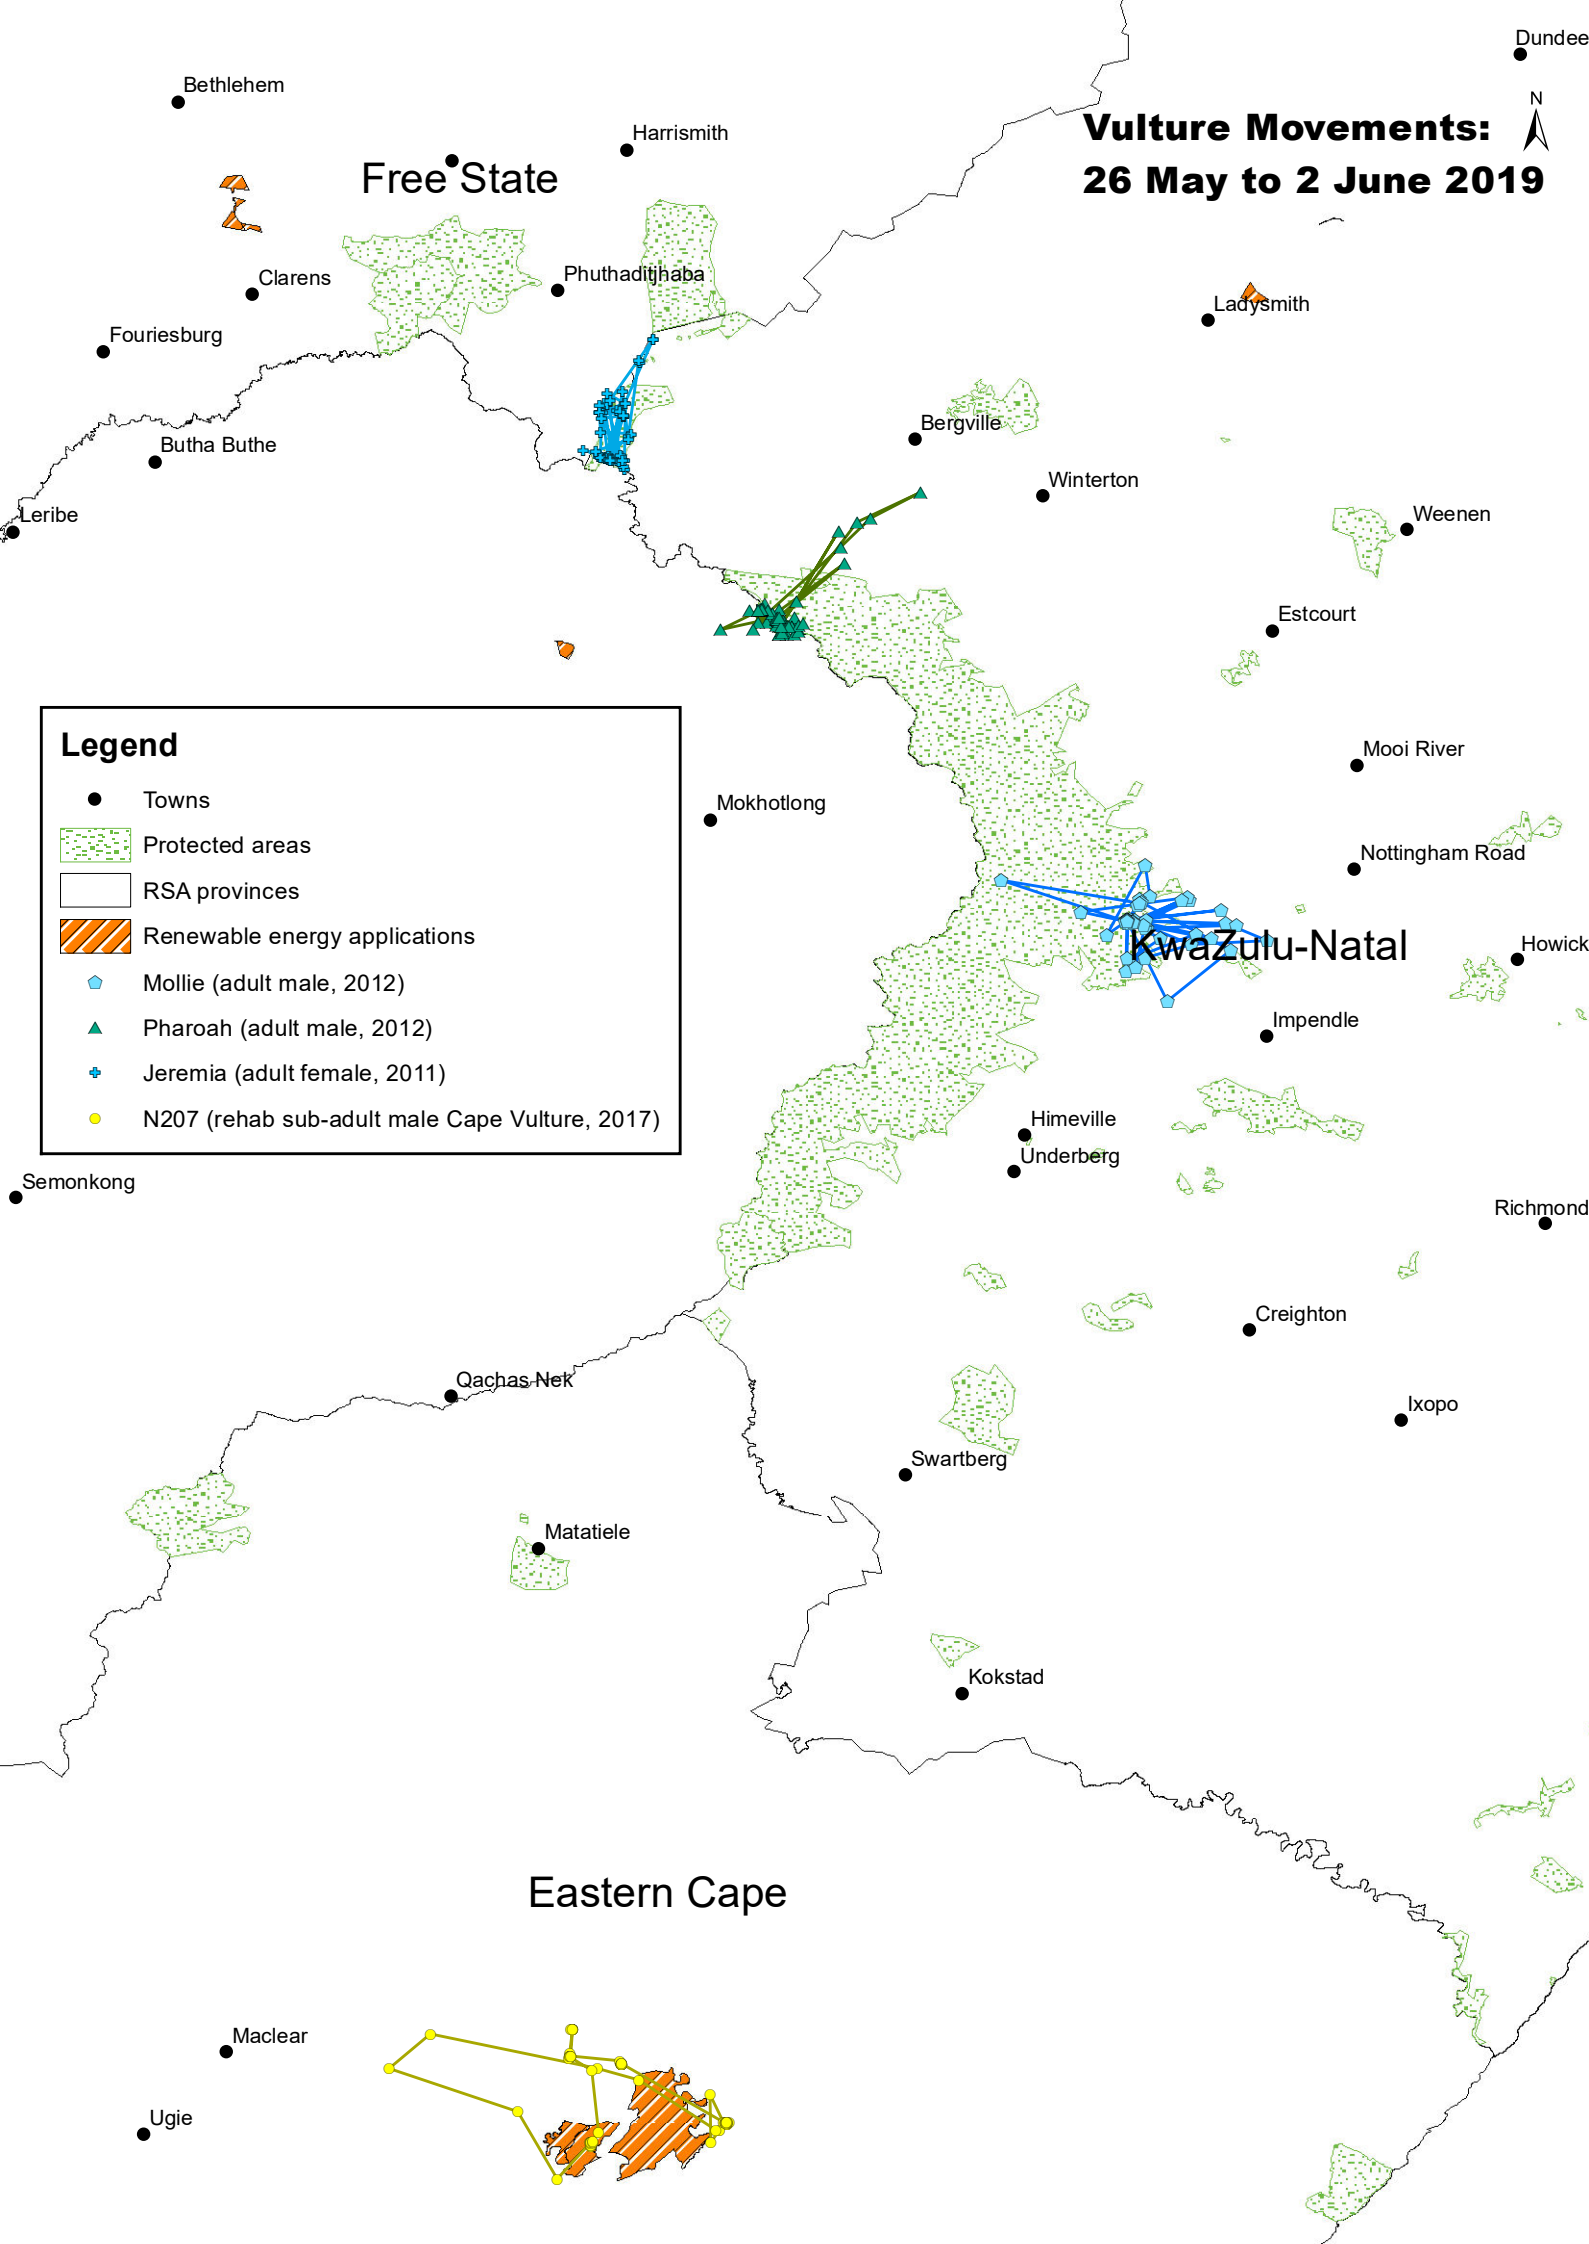 Dundee
Bethlehem
N
Vulture Movements:
26 May to 2 June 2019
Harrismith
Free State
Clarens
Phuthaditjhaba
Ladysmith
Fouriesburg
Bergville
Butha Buthe
Winterton
Leribe
Weenen
Estcourt
Legend
Towns
Protected areas
RSA provinces
Renewable energy applications
Mollie (adult male, 2012)
Pharoah (adult male, 2012)
Jeremia (adult female, 2011)
N207 (rehab sub-adult male Cape Vulture, 2017)
Mooi River
Mokhotlong
Nottingham Road
KwaZulu-Natal
Howick
Impendle
Himeville
Underberg
Semonkong
Richmond
Creighton
Qachas Nek
Ixopo
Swartberg
Matatiele
Kokstad
Eastern Cape
Maclear
Ugie